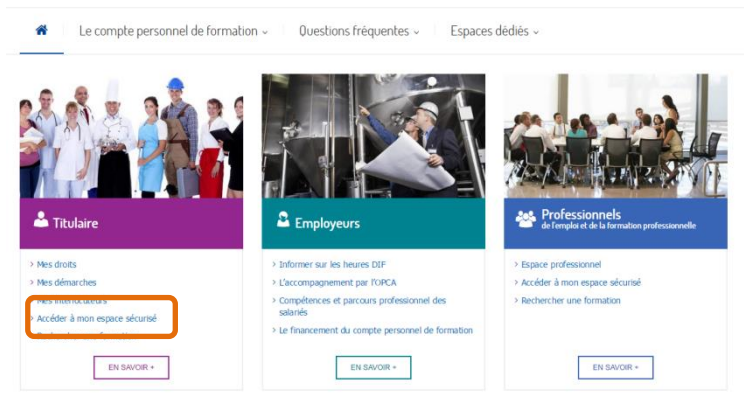 Le compte personnel de formation
Questions fréquentes
Espaces dédiés
Titulaire
> Mes droits
> Mes démarches
> Mes interlocuteurs
> Accéder à mon espace sécurisé
EN SAVOIR +
Employeurs
> Informer sur les heures DIF
> L'accompagnement par l'OPCA
> Compétences et parcours professionnel des
salariés
> Le financement du compte personnel de formation
EN SAVOIR +
Professionnels
de l'emploi et de la formation professionnelle
> Espace professionnel
> Accéder à mon espace sécurisé
> Rechercher une formation
EN SAVOIR +